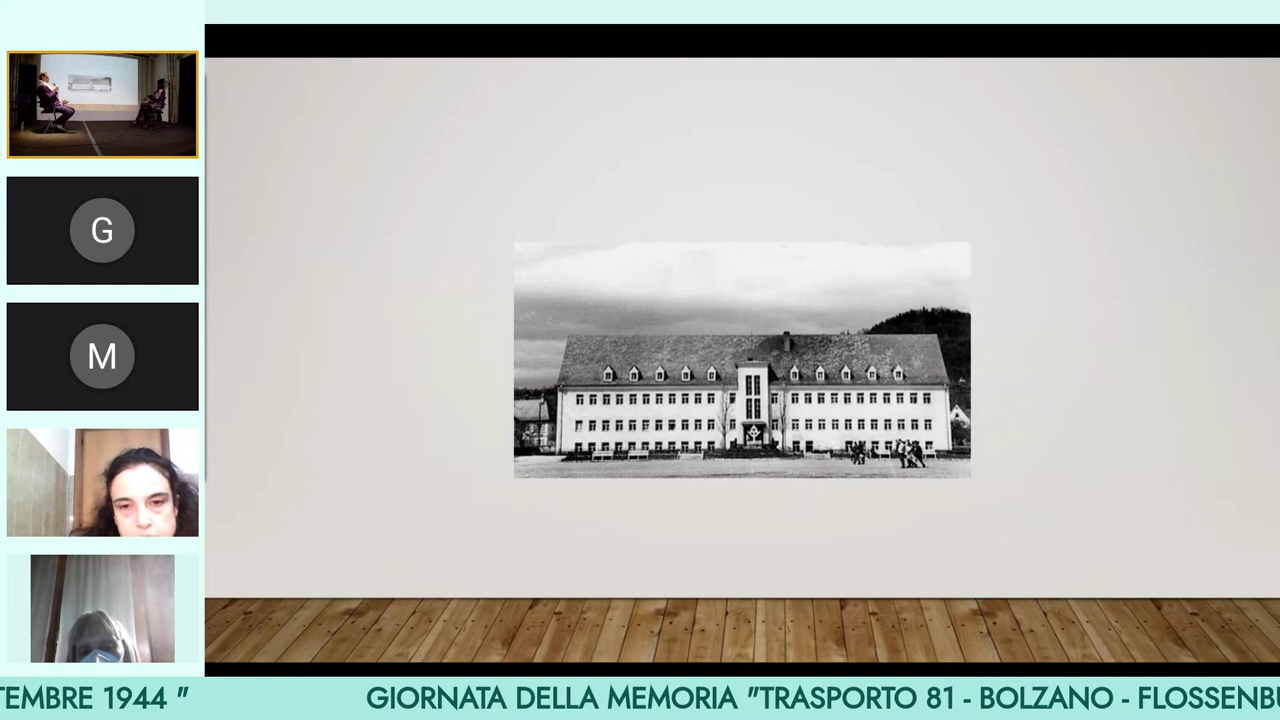 G
M
TEMBRE 1944 "
GIORNATA DELLA MEMORIA "TRASPORTO 81 - BOLZANO - FLOSSENB